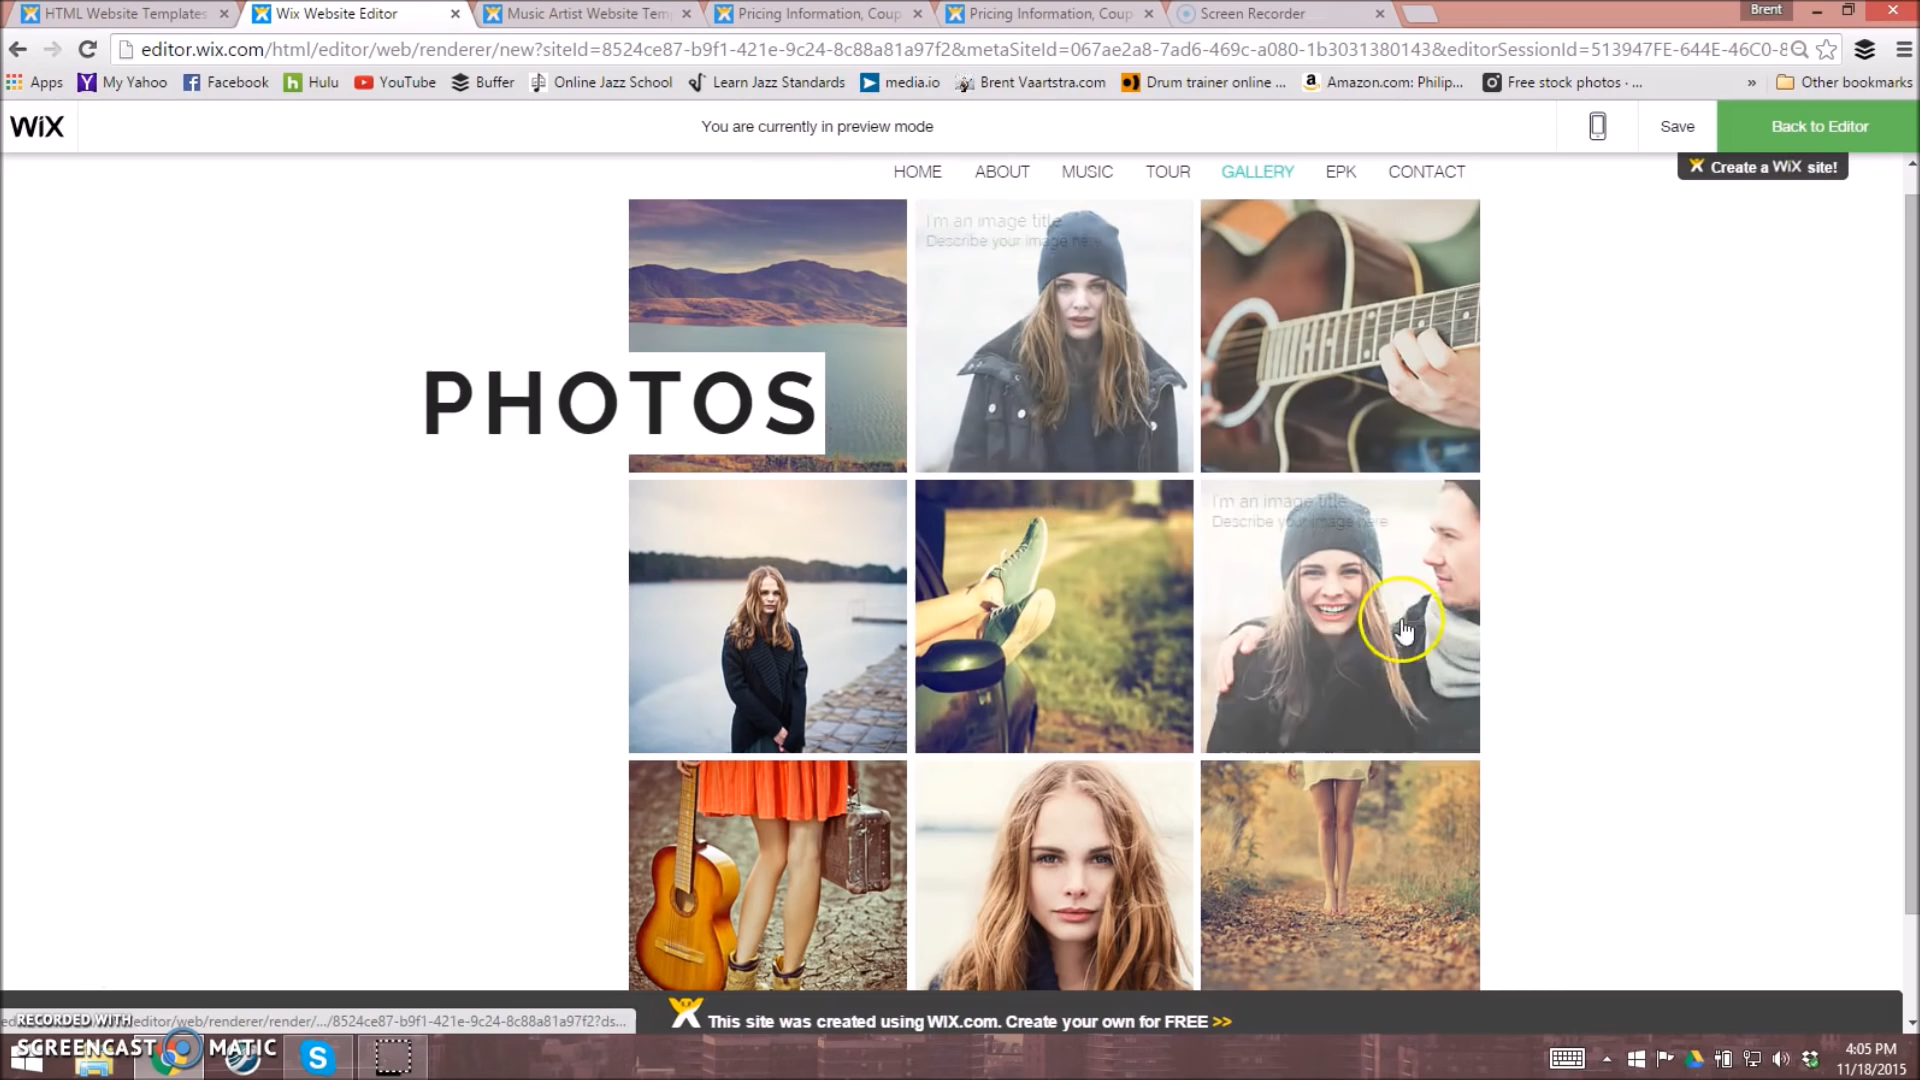 HTML Website Templates
Wix Website Editor
Music Artist Website Tem
Pricing Information, Coup
Pricing Information, Coup
Screen Recorder
Brent
editor.wix.com/html/editor/web/renderer/new?siteId=8524ce87-b9f1-421e-9c24-8c88a81a97f2&metaSiteId=067ae2a8-7ad6-469c-a080-1b3031380143&editorSessionId=513947FE-644E-46C0-8
Apps
My Yahoo
Facebook
Hulu
YouTube
Buffer
Online Jazz School
Learn Jazz Standards
media.io
Brent Vaartstra.com
Drum trainer online ...
Amazon.com: Philip...
Free stock photos · ...
»
Other bookmarks
WiX
You are currently in preview mode
Save
Back to Editor
HOME ABOUT MUSIC TOUR GALLERY EPK CONTACT
Create a WiX site!
I'm an image title
Describe your image here
PHOTOS
I'm an image title
Describe your image here
RECORDED WITH
editor/web/renderer/render/.../8524ce87-b9f1-421e-9c24-8c88a81a97f2?ds...
This site was created using WIX.com. Create your own for FREE >>
SCREENCAST MATIC
4:05 PM
11/18/2015